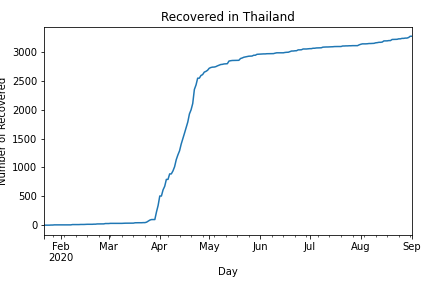 Recovered in Thailand
Number of Recovered
3000
2500
2000
1500
1000
500
0
Feb Mar Apr May Jun Jul Aug Sep
2020
Day